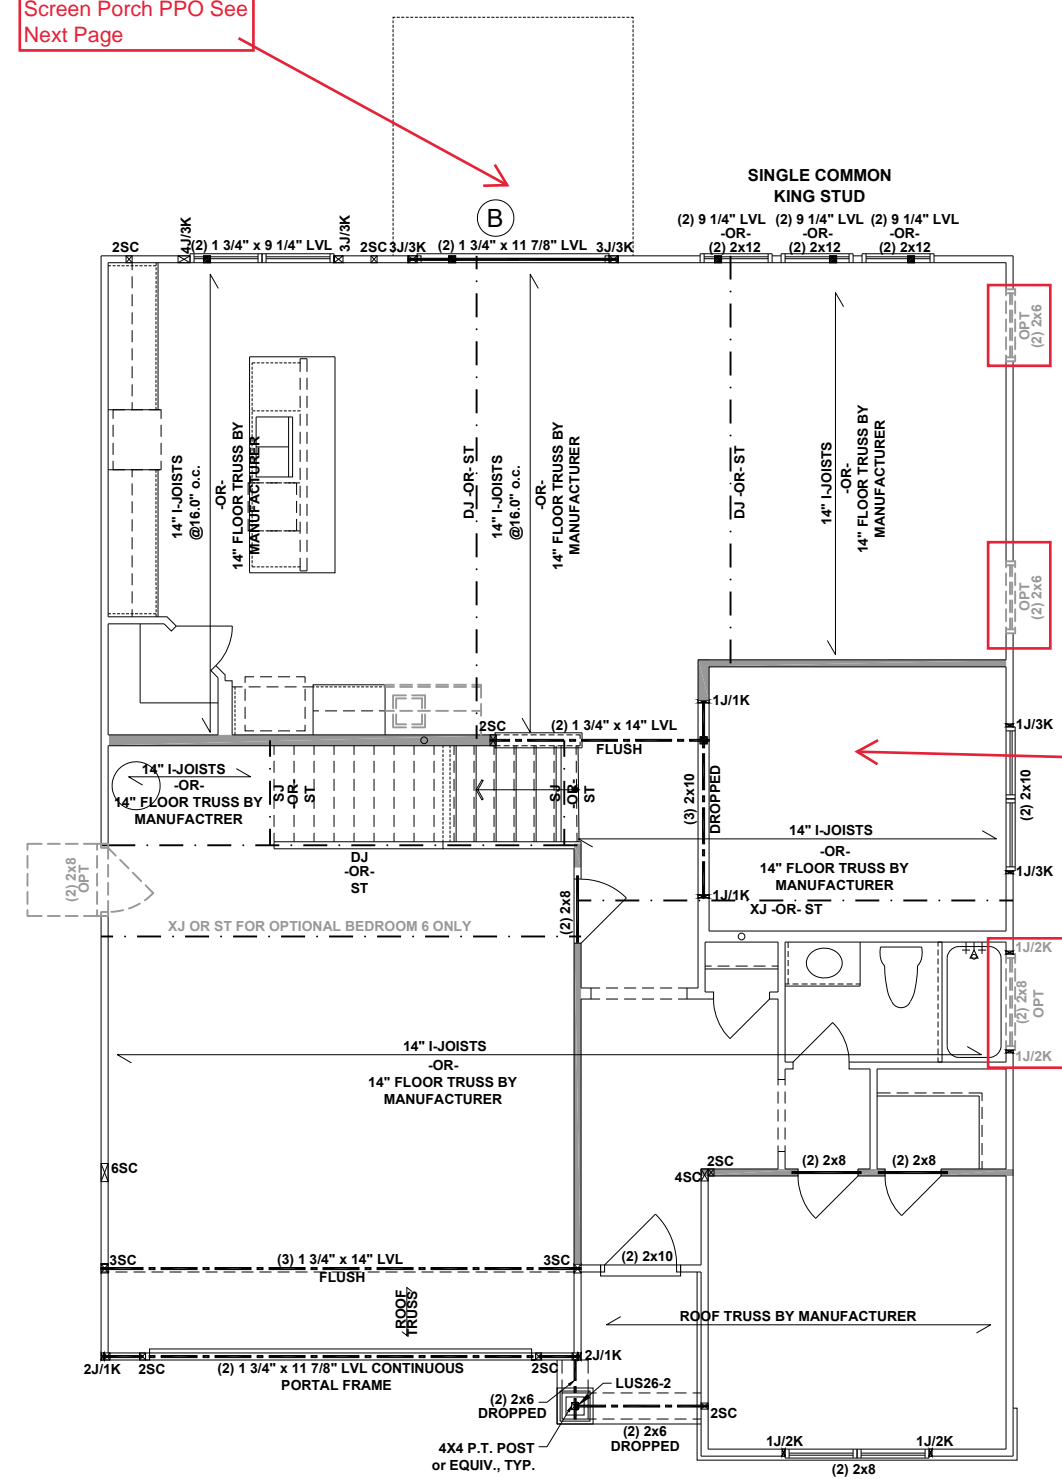 Screen Porch PPO See
Next Page
SINGLE COMMON
KING STUD
B
2SC
4J/3K
(2) 1 3/4" x 9 1/4" LVL
3J/3K
2SC
3J/3K
(2) 1 3/4" x 11 7/8" LVL
3J/3K
(2) 9 1/4" LVL
-OR-
(2) 2x12
(2) 9 1/4" LVL
-OR-
(2) 2x12
(2) 9 1/4" LVL
-OR-
(2) 2x12
OPT
(2) 2x6
14" I-JOISTS
@16.0" o.c.
-OR-
14" FLOOR TRUSS BY
MANUFACTURER
DJ -OR- ST
14" I-JOISTS
@16.0" o.c.
-OR-
14" FLOOR TRUSS BY
MANUFACTURER
DJ -OR- ST
14" I-JOISTS
-OR-
14" FLOOR TRUSS BY
MANUFACTURER
OPT
(2) 2x6
2SC
(2) 1 3/4" x 14" LVL
FLUSH
1J/1K
1J/3K
14" I-JOISTS
-OR-
14" FLOOR TRUSS BY
MANUFACTRER
SJ
-OR-
ST
SJ
-OR-
ST
(3) 2x10
DROPPED
(2) 2x10
14" I-JOISTS
-OR-
14" FLOOR TRUSS BY
MANUFACTURER
1J/3K
DJ
-OR-
ST
(2) 2x8
OPT
(2) 2x8
1J/1K
XJ -OR- ST
XJ OR ST FOR OPTIONAL BEDROOM 6 ONLY
1J/2K
(2) 2x8
OPT
1J/2K
14" I-JOISTS
-OR-
14" FLOOR TRUSS BY
MANUFACTURER
6SC
4SC
2SC
(2) 2x8
(2) 2x8
3SC
(3) 1 3/4" x 14" LVL
FLUSH
3SC
(2) 2x10
ROOF
TRUSS
ROOF TRUSS BY MANUFACTURER
2J/1K
2SC
(2) 1 3/4" x 11 7/8" LVL CONTINUOUS
PORTAL FRAME
2SC
2J/1K
LUS26-2
(2) 2x6
DROPPED
2SC
(2) 2x6
DROPPED
4X4 P.T. POST
or EQUIV., TYP.
1J/2K
1J/2K
(2) 2x8